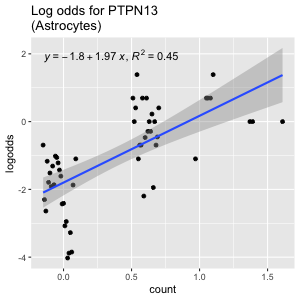 Log odds for PTPN13
(Astrocytes)
y = −1.8 + 1.97 x, R² = 0.45
2
0
-2
-4
logodds
0.0 0.5 1.0 1.5
count